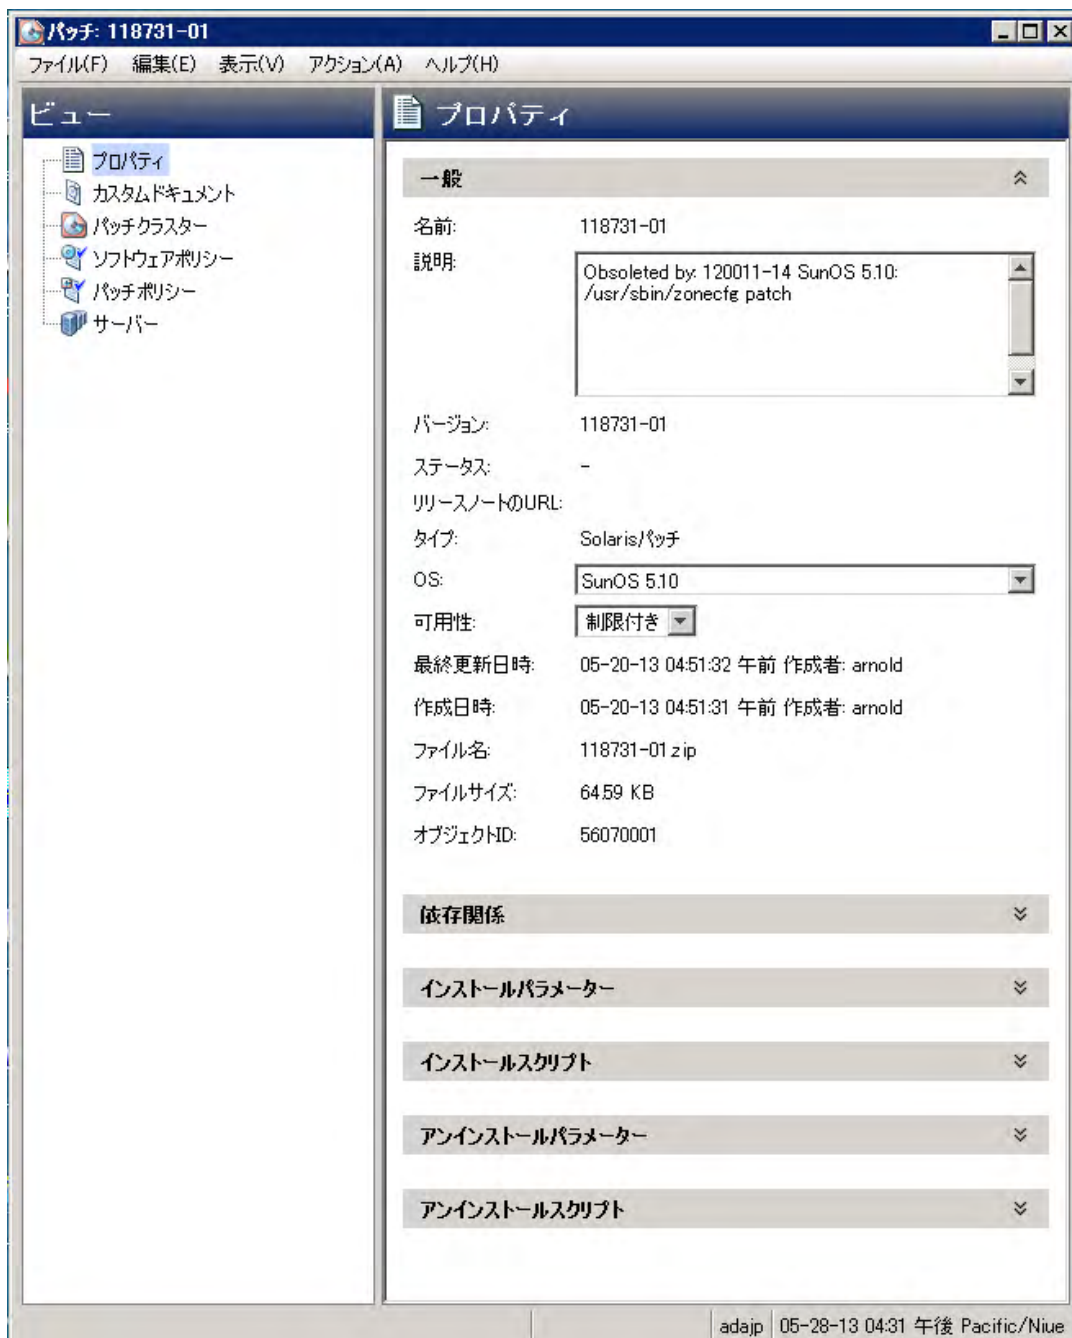 パッチ: 118731-01
ファイル(F) 編集(E) 表示(V) アクション(A) ヘルプ(H)
ビュー
プロパティ
カスタムドキュメント
パッチクラスター
ソフトウェアポリシー
パッチポリシー
サーバー
プロパティ
一般
名前: 118731-01
説明: Obsoleted by: 120011-14 SunOS 5.10:
/usr/sbin/zonecfg patch
バージョン: 118731-01
ステータス: -
リリースノートのURL:
タイプ: Solarisパッチ
OS: SunOS 5.10
可用性: 制限付き
最終更新日時: 05-20-13 04:51:32 午前 作成者: arnold
作成日時: 05-20-13 04:51:31 午前 作成者: arnold
ファイル名: 118731-01.zip
ファイルサイズ: 64.59 KB
オブジェクトID: 56070001
依存関係
インストールパラメーター
インストールスクリプト
アンインストールパラメーター
アンインストールスクリプト
adajp 05-28-13 04:31 午後 Pacific/Niue